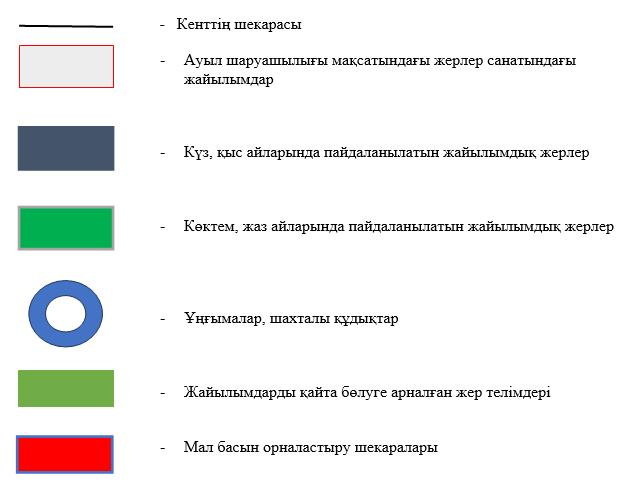 - Кенттің шекарасы
- Ауыл шаруашылығы мақсатындағы жерлер санатындағы
жайылымдар
- Күз, қыс айларында пайдаланылатын жайылымдық жерлер
- Көктем, жаз айларында пайдаланылатын жайылымдық жерлер
- Ұңғымалар, шахталы құдықтар
- Жайылымдарды қайта бөлуге арналған жер телімдері
- Мал басын орналастыру шекаралары